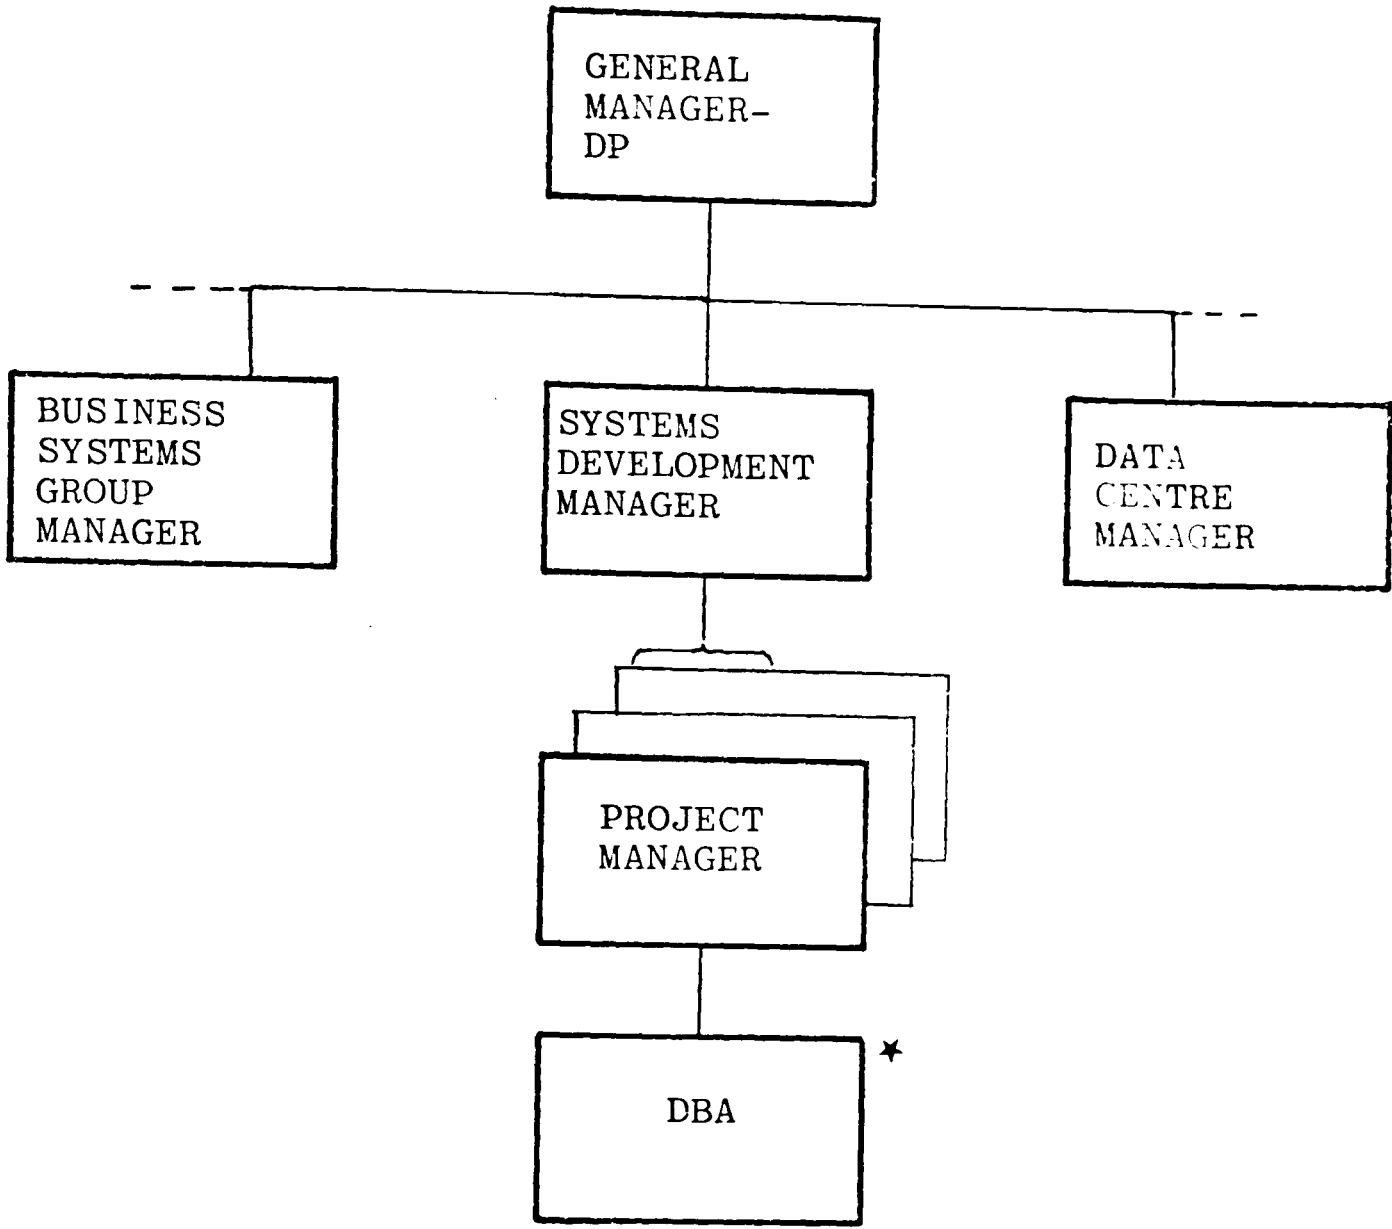 GENERAL
MANAGER-
DP
BUSINESS
SYSTEMS
GROUP
MANAGER
SYSTEMS
DEVELOPMENT
MANAGER
DATA
CENTRE
MANAGER
PROJECT
MANAGER
DBA
★